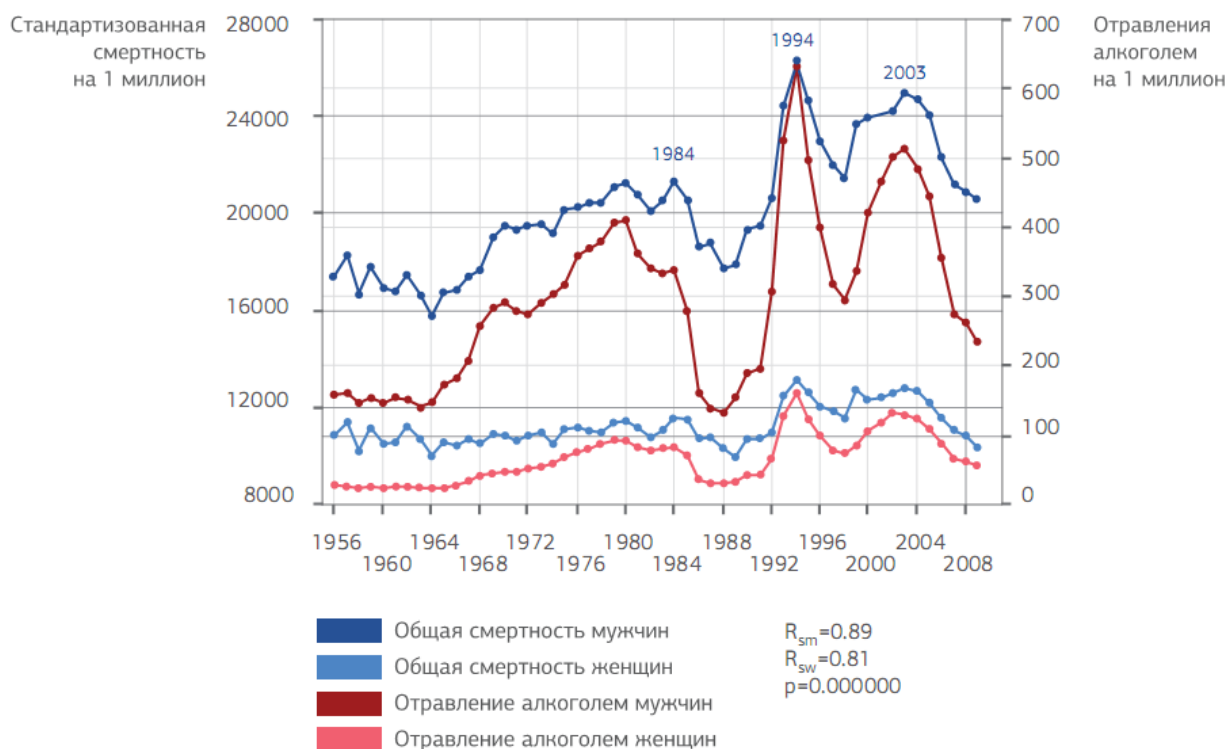 Стандартизованная
смертность
на 1 миллион
28000
24000
20000
16000
12000
8000
1984
1994
2003
700
600
500
400
300
200
100
0
Отравления
алкоголем
на 1 миллион
1956 1964 1972 1980 1988 1996 2004
1960 1968 1976 1984 1992 2000 2008
Общая смертность мужчин
Общая смертность женщин
Отравление алкоголем мужчин
Отравление алкоголем женщин
Rsm=0.89
Rsw=0.81
p=0.000000